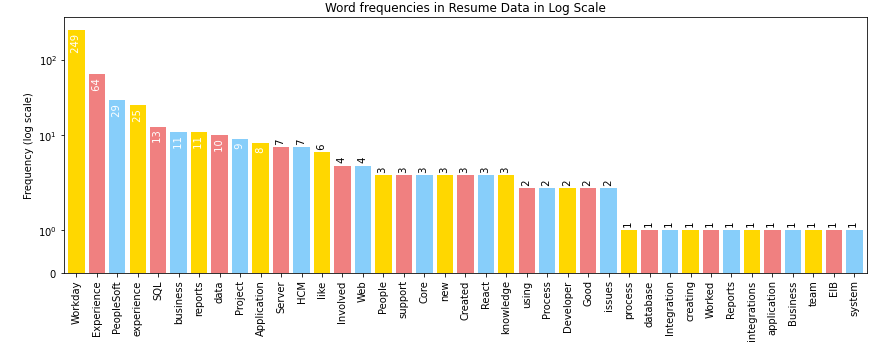 Word frequencies in Resume Data in Log Scale
Frequency (log scale)
10²
10¹
10⁰
0
249
64
29
25
13
11
11
10
9
8
7
7
6
4
4
3
3
3
3
3
3
3
2
2
2
2
2
1
1
1
1
1
1
1
1
1
1
1
1
Workday
Experience
PeopleSoft
experience
SQL
business
reports
data
Project
Application
Server
HCM
like
Involved
Web
People
support
Core
new
Created
React
knowledge
using
Process
Developer
Good
issues
process
database
Integration
creating
Worked
Reports
integrations
application
Business
team
EIB
system